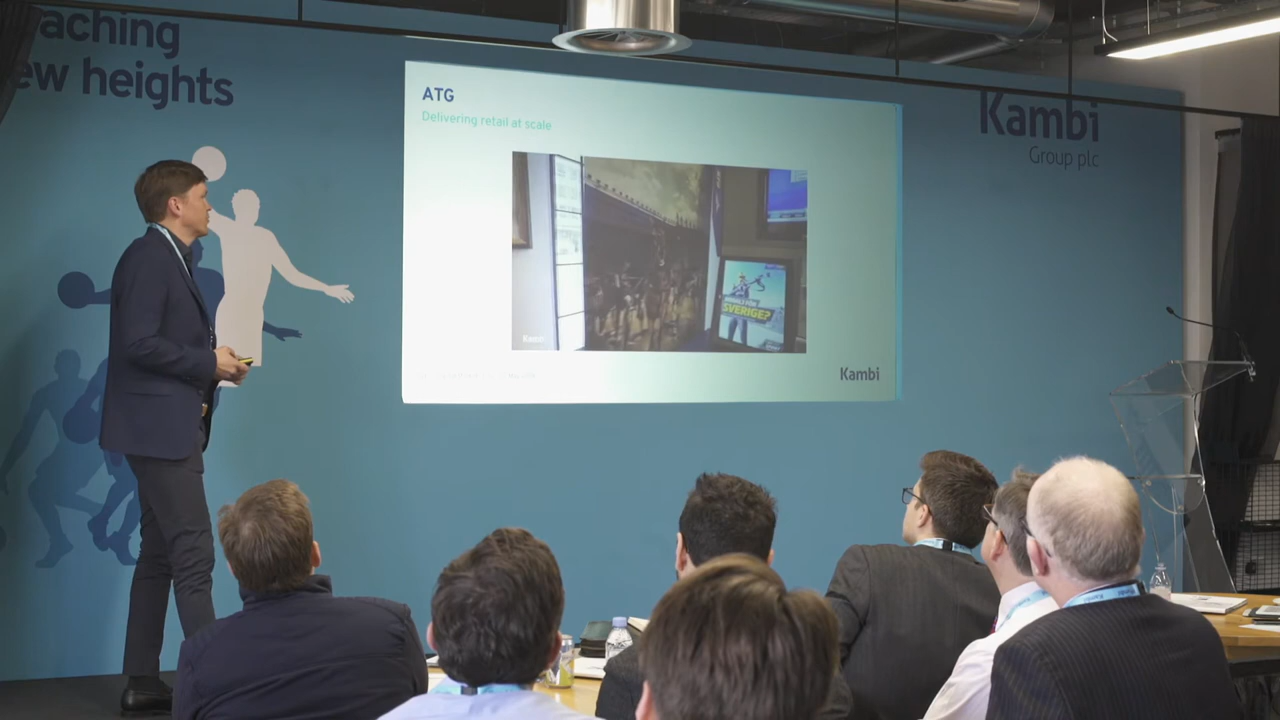 aching
ew heights
Kambi
Group plc
ATG
Delivering retail at scale
SVERIGE?
Kambi